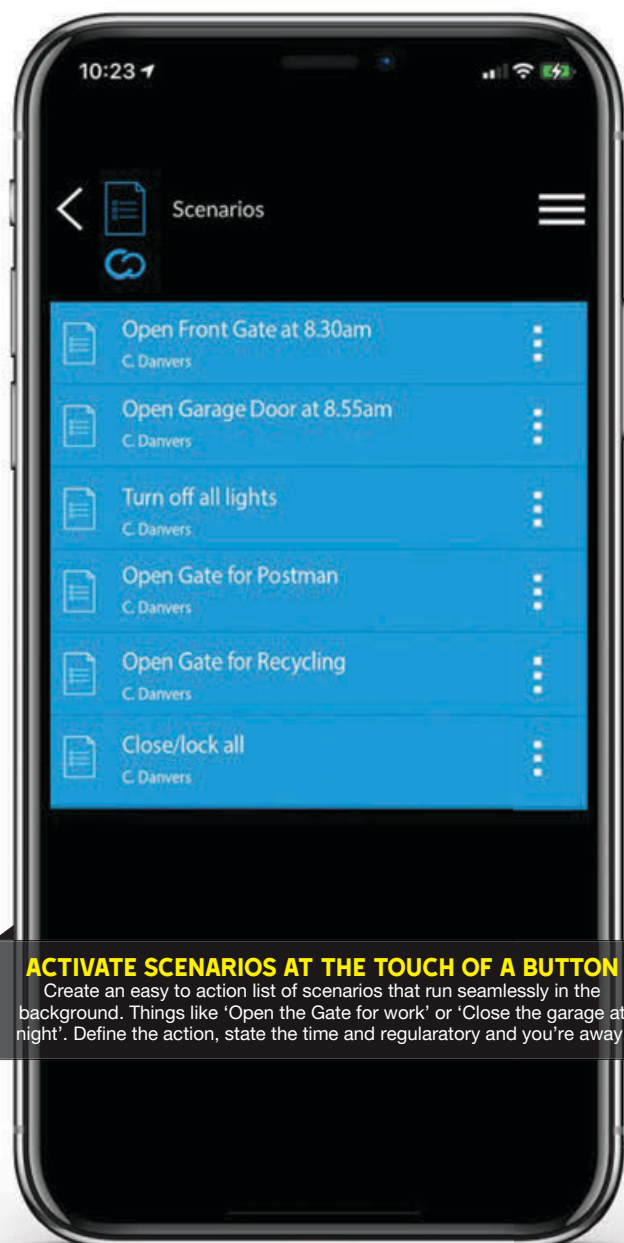 10:23
Scenarios
Open Front Gate at 8.30am
C. Danvers
Open Garage Door at 8.55am
C. Danvers
Turn off all lights
C. Danvers
Open Gate for Postman
C. Danvers
Open Gate for Recycling
C. Danvers
Close/lock all
C. Danvers
ACTIVATE SCENARIOS AT THE TOUCH OF A BUTTON
Create an easy to action list of scenarios that run seamlessly in the
background. Things like ‘Open the Gate for work’ or ‘Close the garage at
night’. Define the action, state the time and regularatory and you’re away